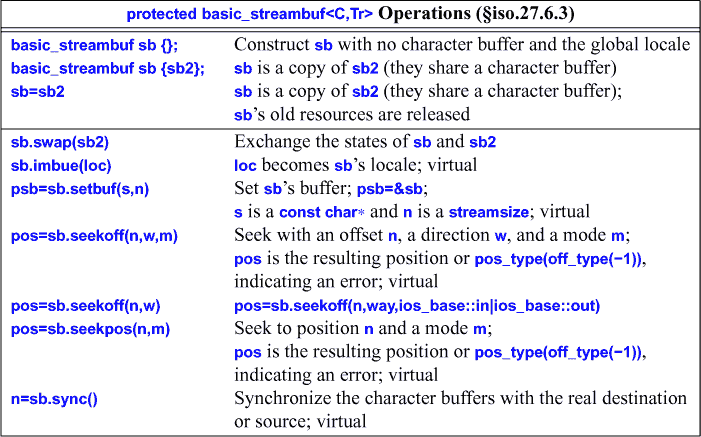 protected basic_streambuf<C,Tr> Operations (§iso.27.6.3)
basic_streambuf sb {}; Construct sb with no character buffer and the global locale
basic_streambuf sb {sb2}; sb is a copy of sb2 (they share a character buffer)
sb=sb2 sb is a copy of sb2 (they share a character buffer);
sb’s old resources are released
sb.swap(sb2) Exchange the states of sb and sb2
sb.imbue(loc) loc becomes sb’s locale; virtual
psb=sb.setbuf(s,n) Set sb’s buffer; psb=&sb;
s is a const char∗ and n is a streamsize; virtual
pos=sb.seekoff(n,w,m) Seek with an offset n, a direction w, and a mode m;
pos is the resulting position or pos_type(off_type(−1)),
indicating an error; virtual
pos=sb.seekoff(n,w) pos=sb.seekoff(n,way,ios_base::in|ios_base::out)
pos=sb.seekpos(n,m) Seek to position n and a mode m;
pos is the resulting position or pos_type(off_type(−1)),
indicating an error; virtual
n=sb.sync() Synchronize the character buffers with the real destination
or source; virtual